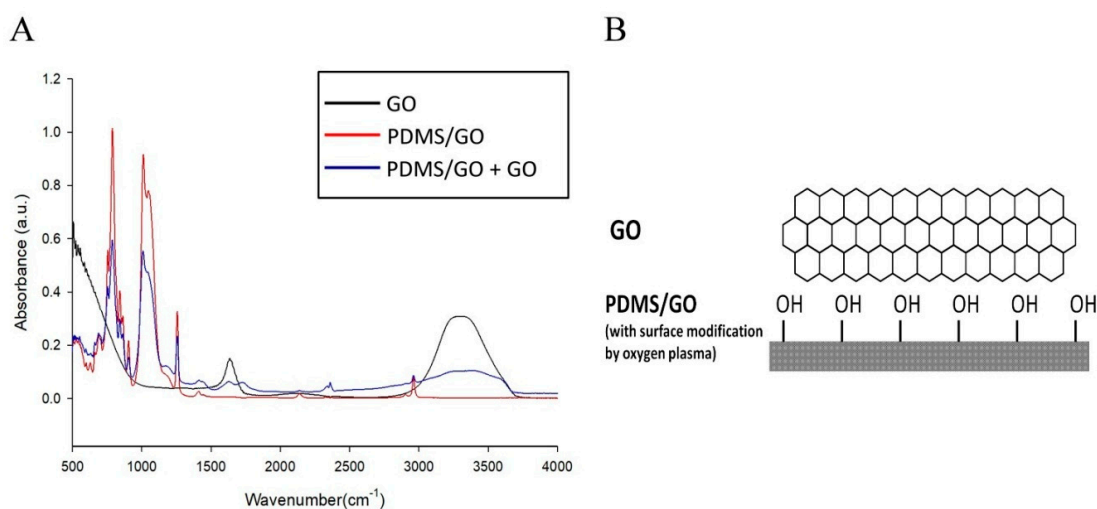 A
1.2
1.0
0.8
0.6
0.4
0.2
0.0
Absorbance (a.u.)
GO
PDMS/GO
PDMS/GO + GO
500 1000 1500 2000 2500 3000 3500 4000
Wavenumber(cm⁻¹)
B
GO
PDMS/GO
(with surface modification
by oxygen plasma)
OH OH OH OH OH OH